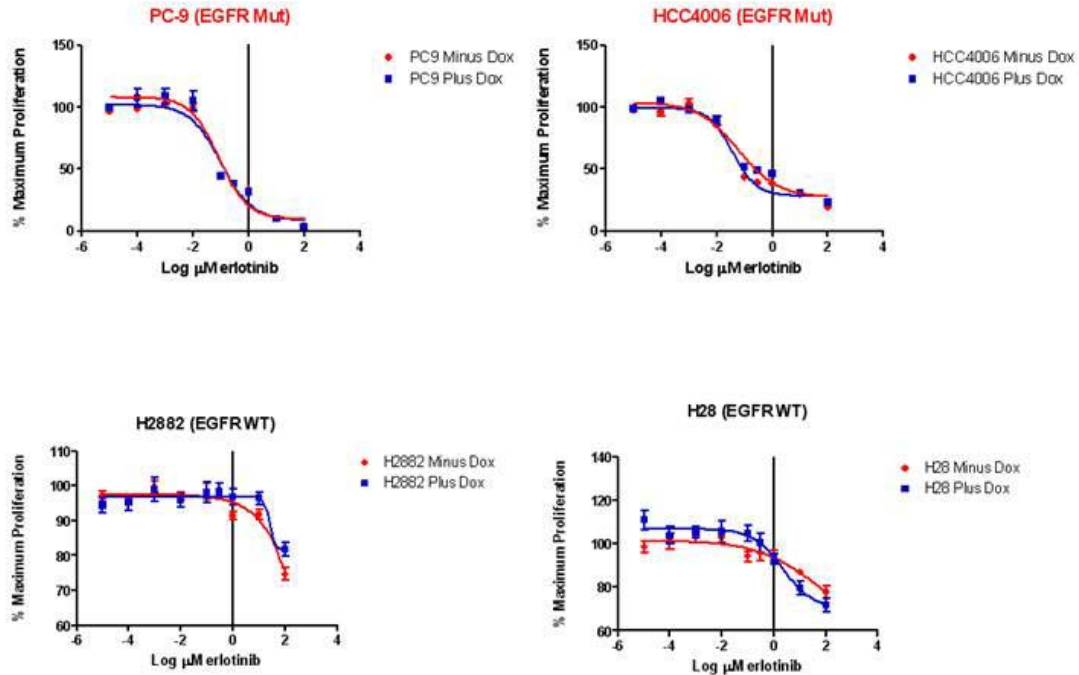 PC-9 (EGFR Mut)
150
100
50
0
% Maximum Proliferation
-6
-4
-2
0
2
4
Log µM erlotinib
PC9 Minus Dox
PC9 Plus Dox
HCC4006 (EGFR Mut)
150
100
50
0
% Maximum Proliferation
-6
-4
-2
0
2
4
Log µM erlotinib
HCC4006 Minus Dox
HCC4006 Plus Dox
H2882 (EGFR WT)
110
100
90
80
70
60
% Maximum Proliferation
-6
-4
-2
0
2
4
Log µM erlotinib
H2882 Minus Dox
H2882 Plus Dox
H28 (EGFR WT)
140
120
100
80
60
% Maximum Proliferation
-6
-4
-2
0
2
4
Log µM erlotinib
H28 Minus Dox
H28 Plus Dox